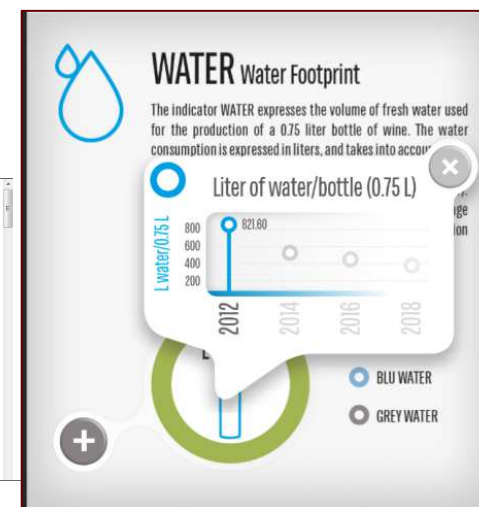 WATER Water Footprint
The indicator WATER expresses the volume of fresh water used
for the production of a 0.75 liter bottle of wine. The water
consumption is expressed in liters, and takes into
Liter of water/bottle (0.75 L)
L water/0.75 L
800
600
400
200
821.60
2012
2014
2016
2018
BLU WATER
GREY WATER